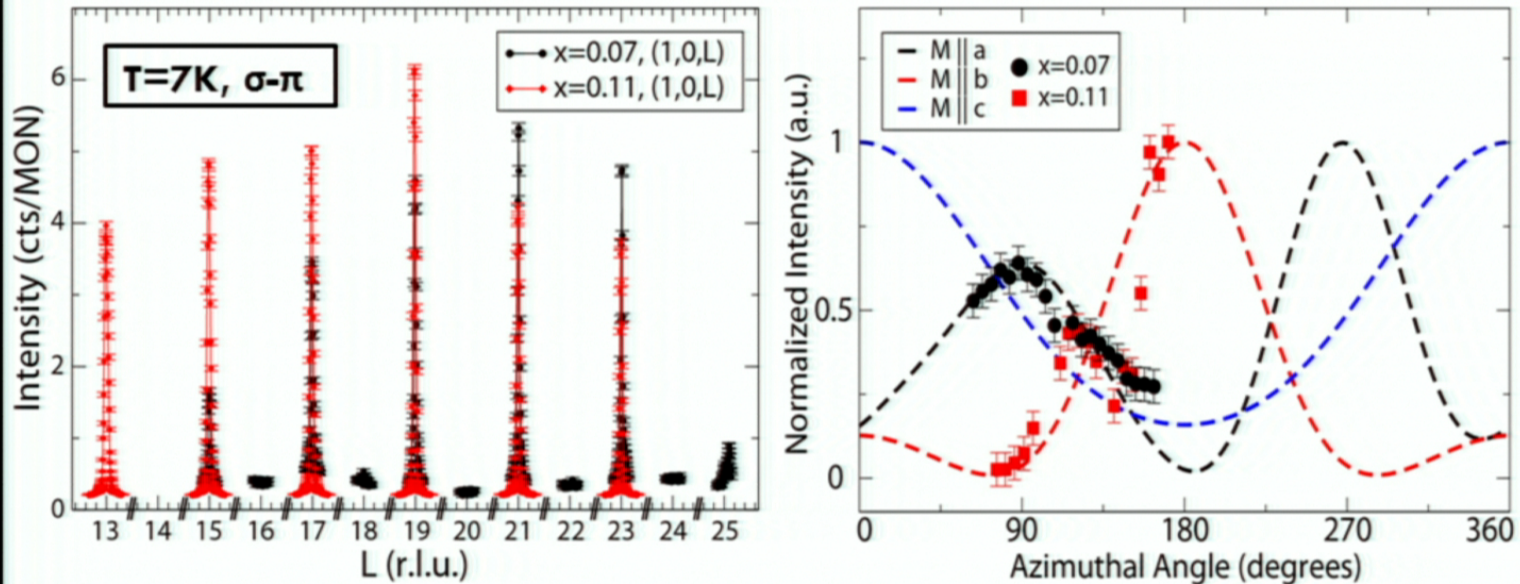 T=7K, σ-π
x=0.07, (1,0,L)
x=0.11, (1,0,L)
Intensity (cts/MON)
6
4
2
0
13 14 15 16 17 18 19 20 21 22 23 24 25
L (r.l.u.)
M || a
M || b
M || c
x=0.07
x=0.11
Normalized Intensity (a.u.)
1
0.5
0
0 90 180 270 360
Azimuthal Angle (degrees)